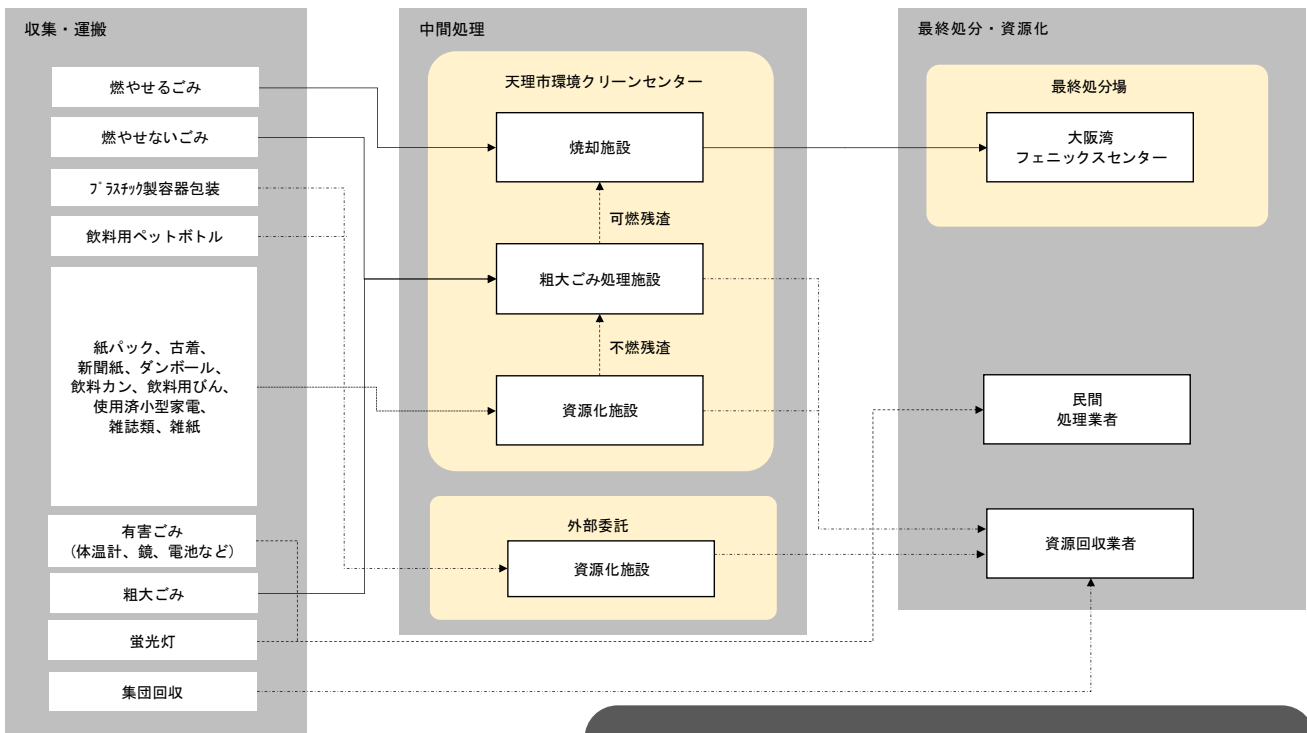 収集・運搬
燃やせるごみ
燃やせないごみ
プラスチック製容器包装
飲料用ペットボトル
紙パック、古着、
新聞紙、ダンボール、
飲料カン、飲料用びん、
使用済小型家電、
雑誌類、雑紙
有害ごみ
(体温計、鏡、電池など)
粗大ごみ
蛍光灯
集団回収
中間処理
天理市環境クリーンセンター
焼却施設
可燃残渣
粗大ごみ処理施設
不燃残渣
資源化施設
外部委託
資源化施設
最終処分・資源化
最終処分場
大阪湾
フェニックスセンター
民間
処理業者
資源回収業者